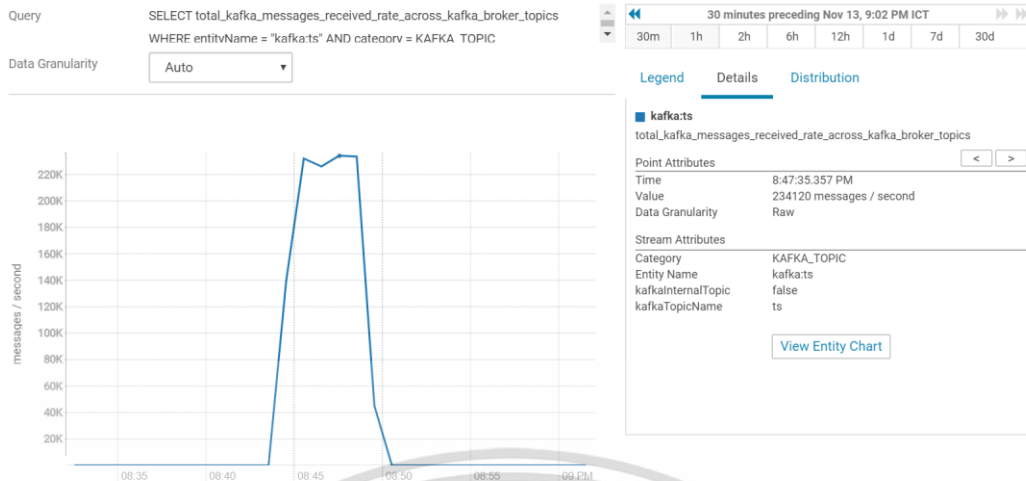 Query
SELECT total_kafka_messages_received_rate_across_kafka_broker_topics
WHERE entityName = "kafka:ts" AND category = KAFKA_TOPIC
Data Granularity
Auto
30 minutes preceding Nov 13, 9:02 PM ICT
30m 1h 2h 6h 12h 1d 7d 30d
Legend Details Distribution
kafka:ts
total_kafka_messages_received_rate_across_kafka_broker_topics
Point Attributes
< >
Time 8:47:35.357 PM
Value 234120 messages / second
Data Granularity Raw
Stream Attributes
Category KAFKA_TOPIC
Entity Name kafka:ts
kafkaInternalTopic false
kafkaTopicName ts
View Entity Chart
messages / second
220K
200K
180K
160K
140K
120K
100K
80K
60K
40K
20K
08:35 08:40 08:45 08:50 08:55 09 PM